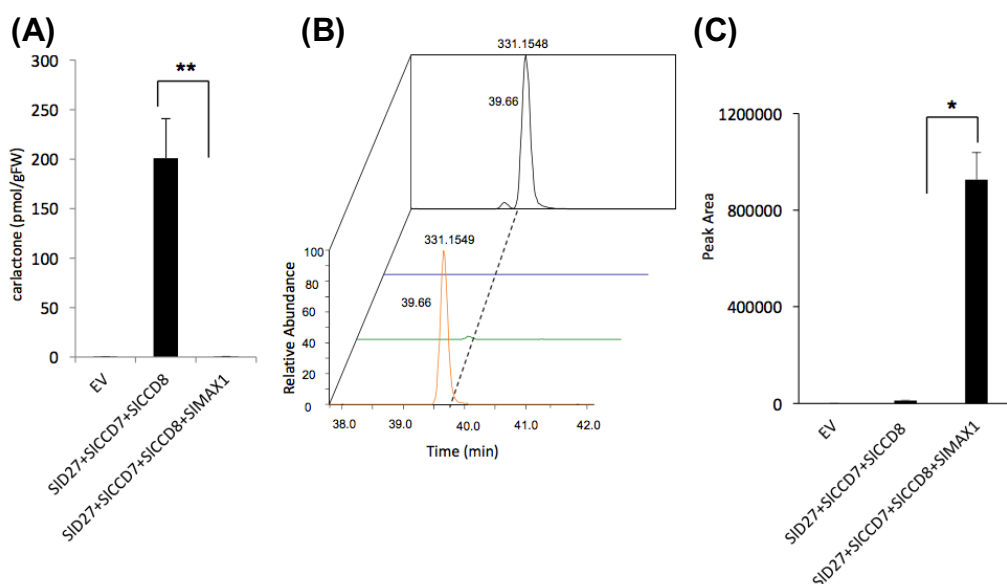 (A)
**
300
250
200
150
100
50
0
carlactone (pmol/gFW)
EV
SlD27+SlCCD7+SlCCD8
SlD27+SlCCD7+SlCCD8+SlMAX1
(B)
331.1548
39.66
331.1549
39.66
100
80
60
40
20
0
Relative Abundance
38.0 39.0 40.0 41.0 42.0
Time (min)
(C)
*
1200000
800000
400000
0
Peak Area
EV
SlD27+SlCCD7+SlCCD8
SlD27+SlCCD7+SlCCD8+SlMAX1